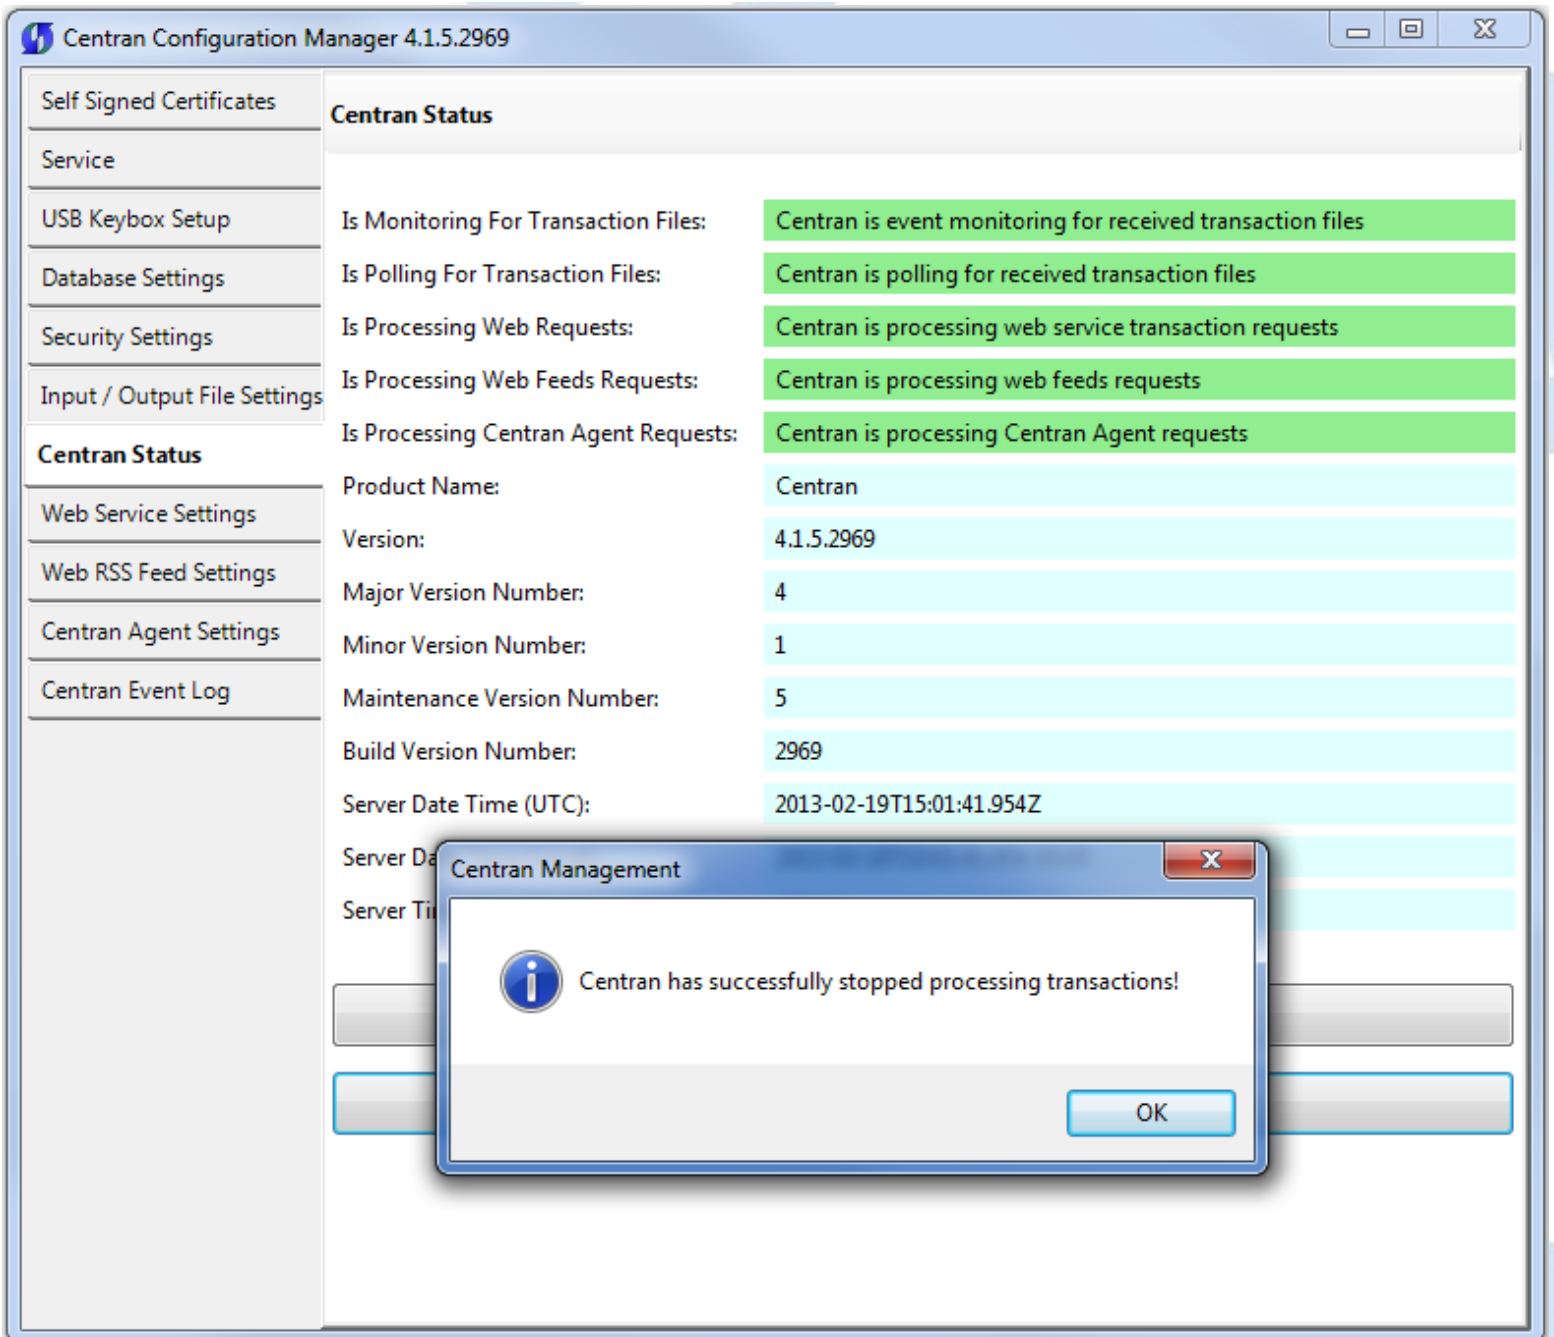 Centran Configuration Manager 4.1.5.2969
Self Signed Certificates
Service
USB Keybox Setup
Database Settings
Security Settings
Input / Output File Settings
Centran Status
Web Service Settings
Web RSS Feed Settings
Centran Agent Settings
Centran Event Log
Centran Status
Is Monitoring For Transaction Files: Centran is event monitoring for received transaction files
Is Polling For Transaction Files: Centran is polling for received transaction files
Is Processing Web Requests: Centran is processing web service transaction requests
Is Processing Web Feeds Requests: Centran is processing web feeds requests
Is Processing Centran Agent Requests: Centran is processing Centran Agent requests
Product Name: Centran
Version: 4.1.5.2969
Major Version Number: 4
Minor Version Number: 1
Maintenance Version Number: 5
Build Version Number: 2969
Server Date Time (UTC): 2013-02-19T15:01:41.954Z
Server
Server
Centran Management
Centran has successfully stopped processing transactions!
OK